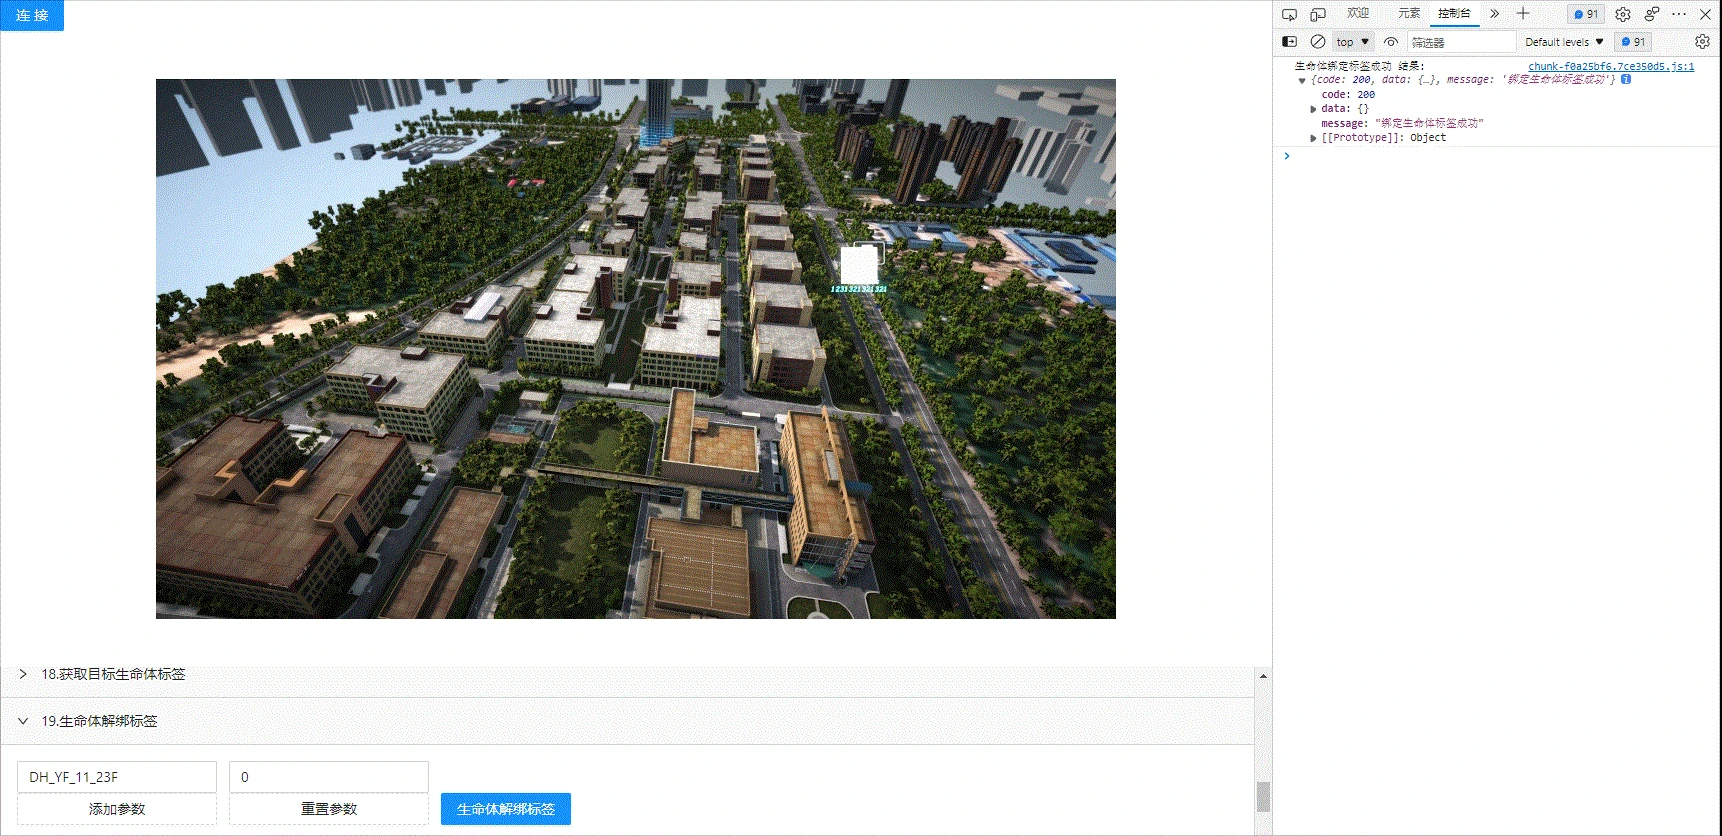 连 接
欢迎
元素
控制台
91
top
筛选器
Default levels
91
生命体绑定标签成功 结果:
chunk-f0a25bf6.7ce350d5.js:1
{code: 200, data: {…}, message: '绑定生命体标签成功'}
code: 200
data: {}
message: "绑定生命体标签成功"
[[Prototype]]: Object
1231321321321
18.获取目标生命体标签
19.生命体解绑标签
DH_YF_11_23F
0
添加参数
重置参数
生命体解绑标签